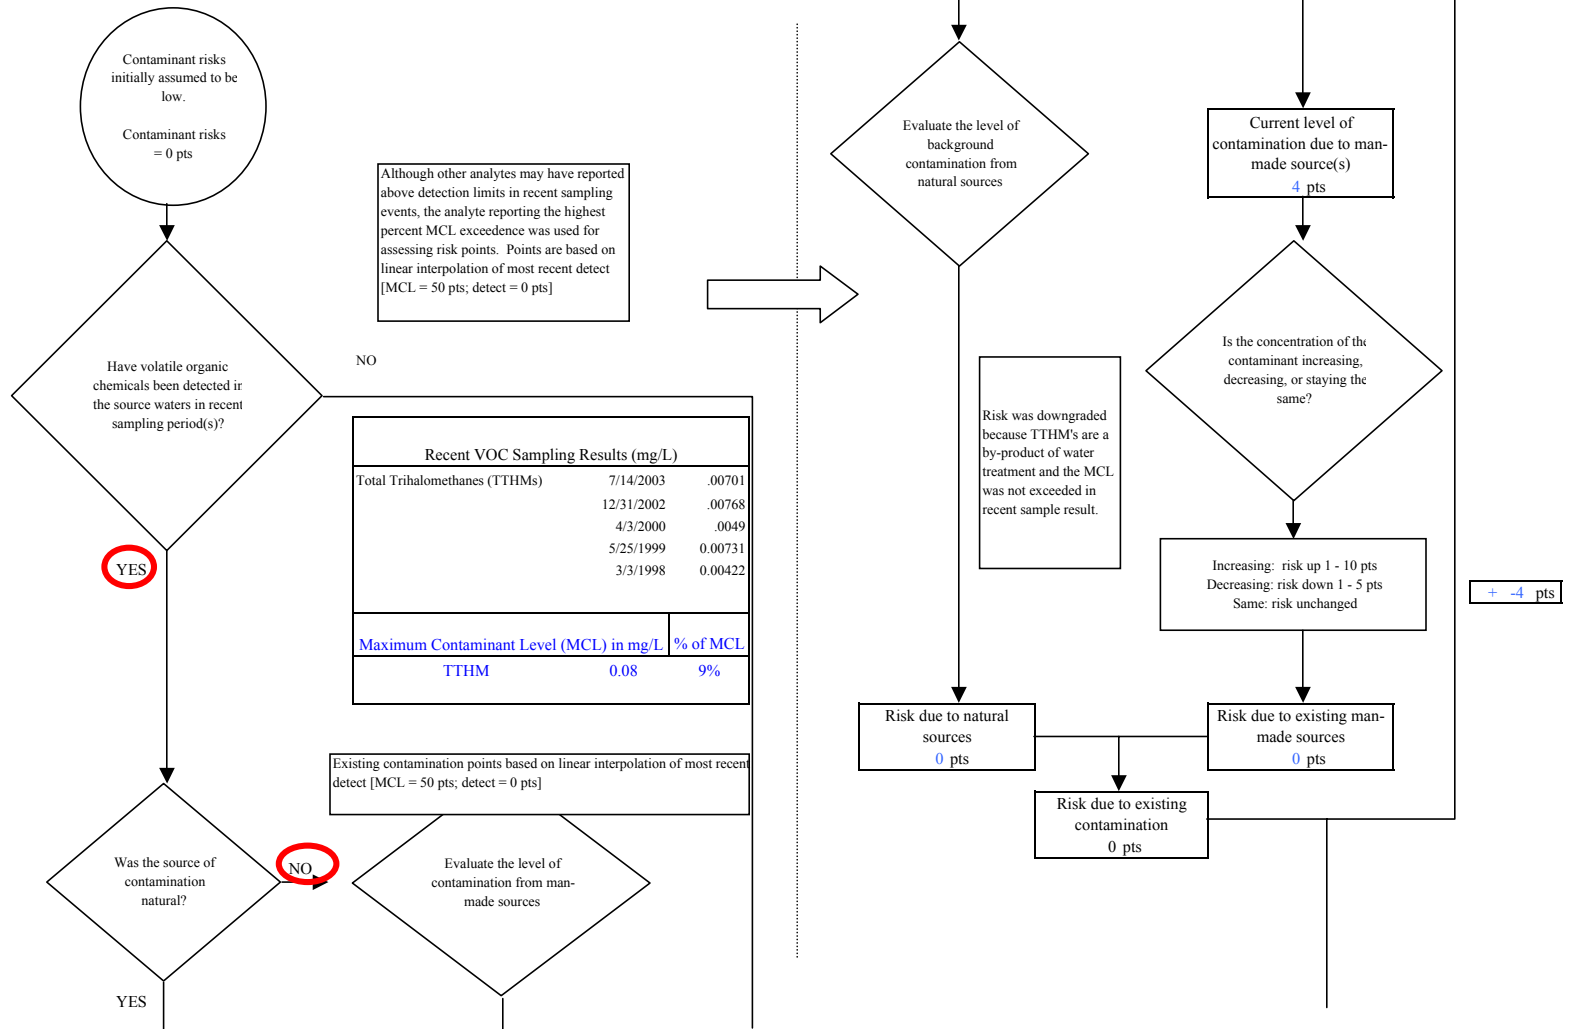 Contaminant risks
initially assumed to be
low.
Contaminant risks
= 0 pts
Although other analytes may have reported
above detection limits in recent sampling
events, the analyte reporting the highest
percent MCL exceedence was used for
assessing risk points.  Points are based on
linear interpolation of most recent detect
[MCL = 50 pts; detect = 0 pts]
Have volatile organic
chemicals been detected in
the source waters in recent
sampling period(s)?
NO
YES
Recent VOC Sampling Results (mg/L)
Total Trihalomethanes (TTHMs) 7/14/2003 .00701
12/31/2002 .00768
4/3/2000 .0049
5/25/1999 0.00731
3/3/1998 0.00422
Maximum Contaminant Level (MCL) in mg/L % of MCL
TTHM 0.08 9%
Existing contamination points based on linear interpolation of most recent
detect [MCL = 50 pts; detect = 0 pts]
Was the source of
contamination
natural?
NO
YES
Evaluate the level of
contamination from man-
made sources
Evaluate the level of
background
contamination from
natural sources
Current level of
contamination due to man-
made source(s)
4 pts
Is the concentration of the
contaminant increasing,
decreasing, or staying the
same?
Risk was downgraded
because TTHM's are a
by-product of water
treatment and the MCL
was not exceeded in
recent sample result.
Increasing:  risk up 1 - 10 pts
Decreasing: risk down 1 - 5 pts
Same: risk unchanged
+ -4 pts
Risk due to natural
sources
0 pts
Risk due to existing man-
made sources
0 pts
Risk due to existing
contamination
0 pts